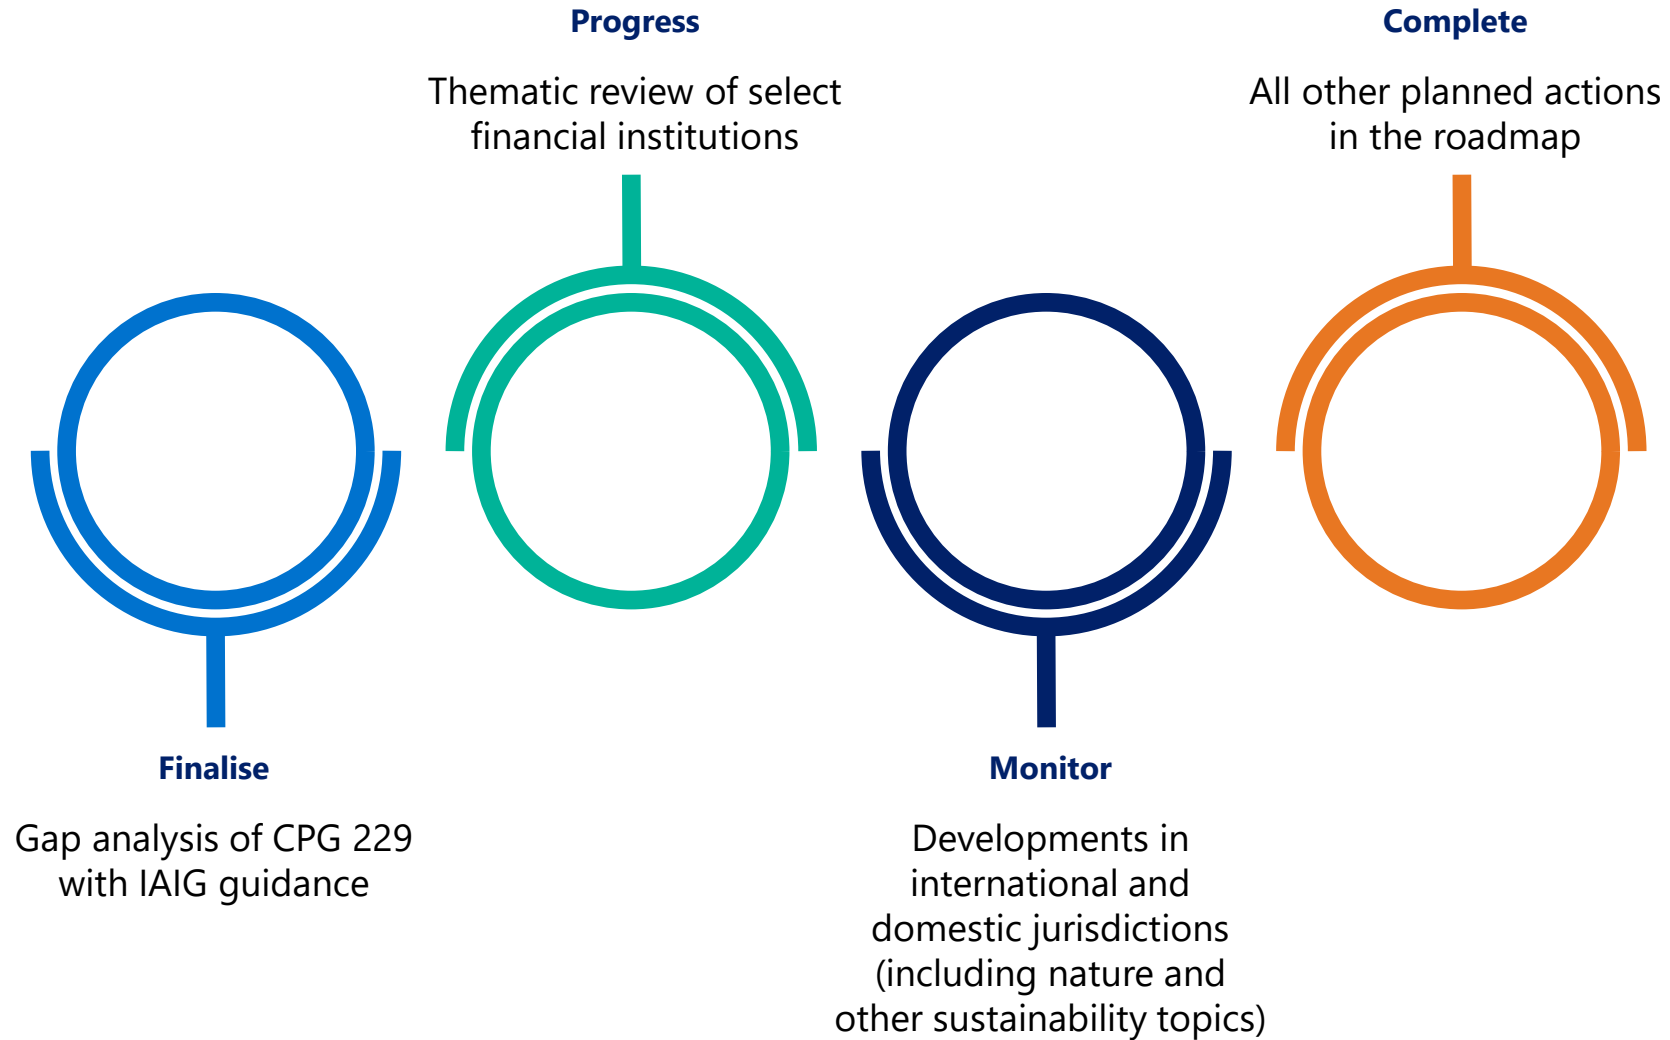 Progress
Thematic review of select
financial institutions
Complete
All other planned actions
in the roadmap
Finalise
Gap analysis of CPG 229
with IAIG guidance
Monitor
Developments in
international and
domestic jurisdictions
(including nature and
other sustainability topics)